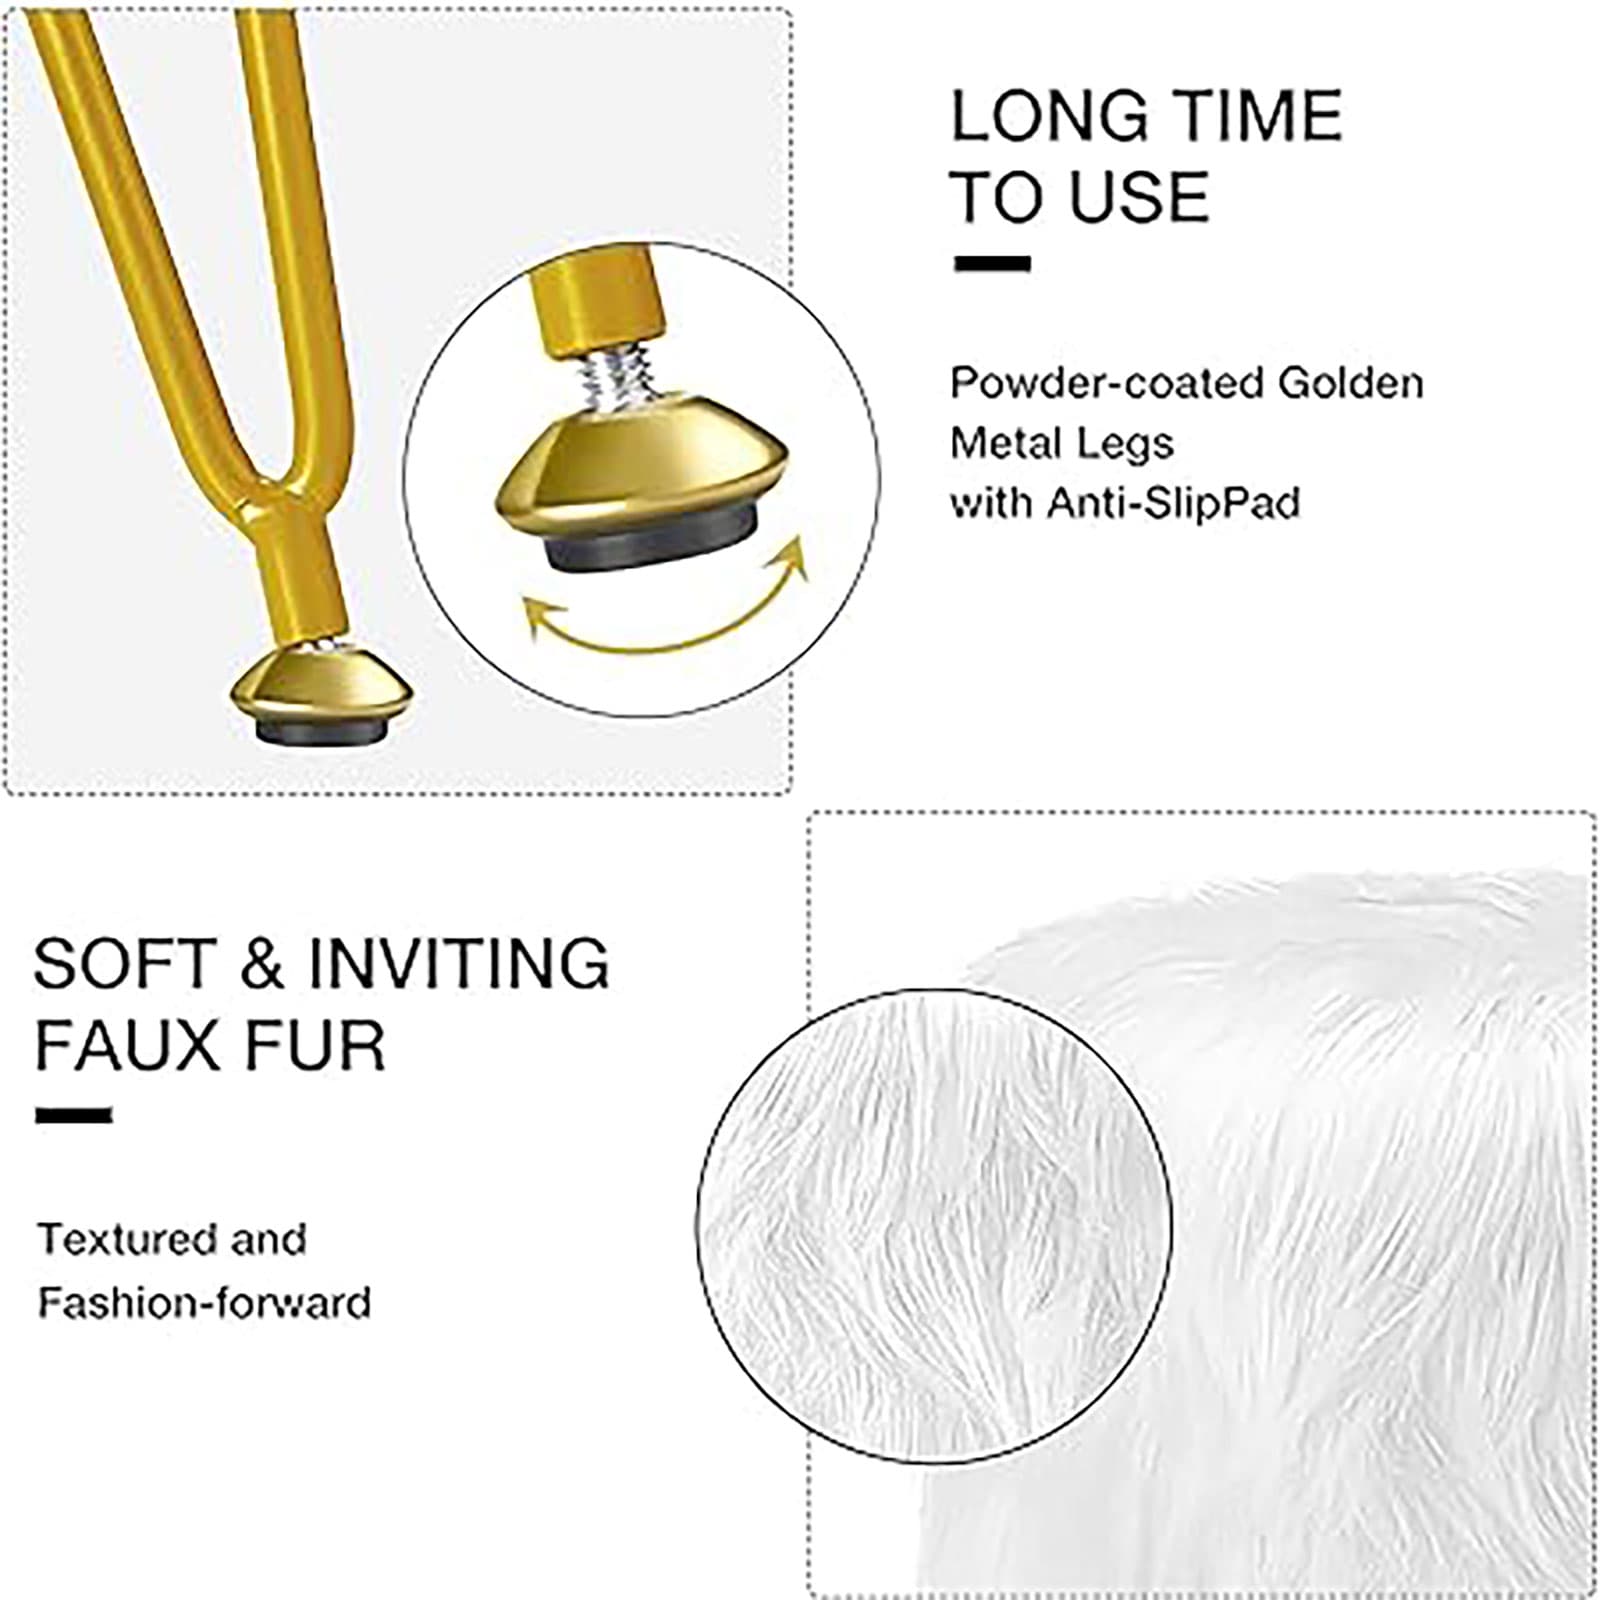 LONG TIME
TO USE
Powder-coated Golden
Metal Legs
with Anti-SlipPad
SOFT & INVITING
FAUX FUR
Textured and
Fashion-forward